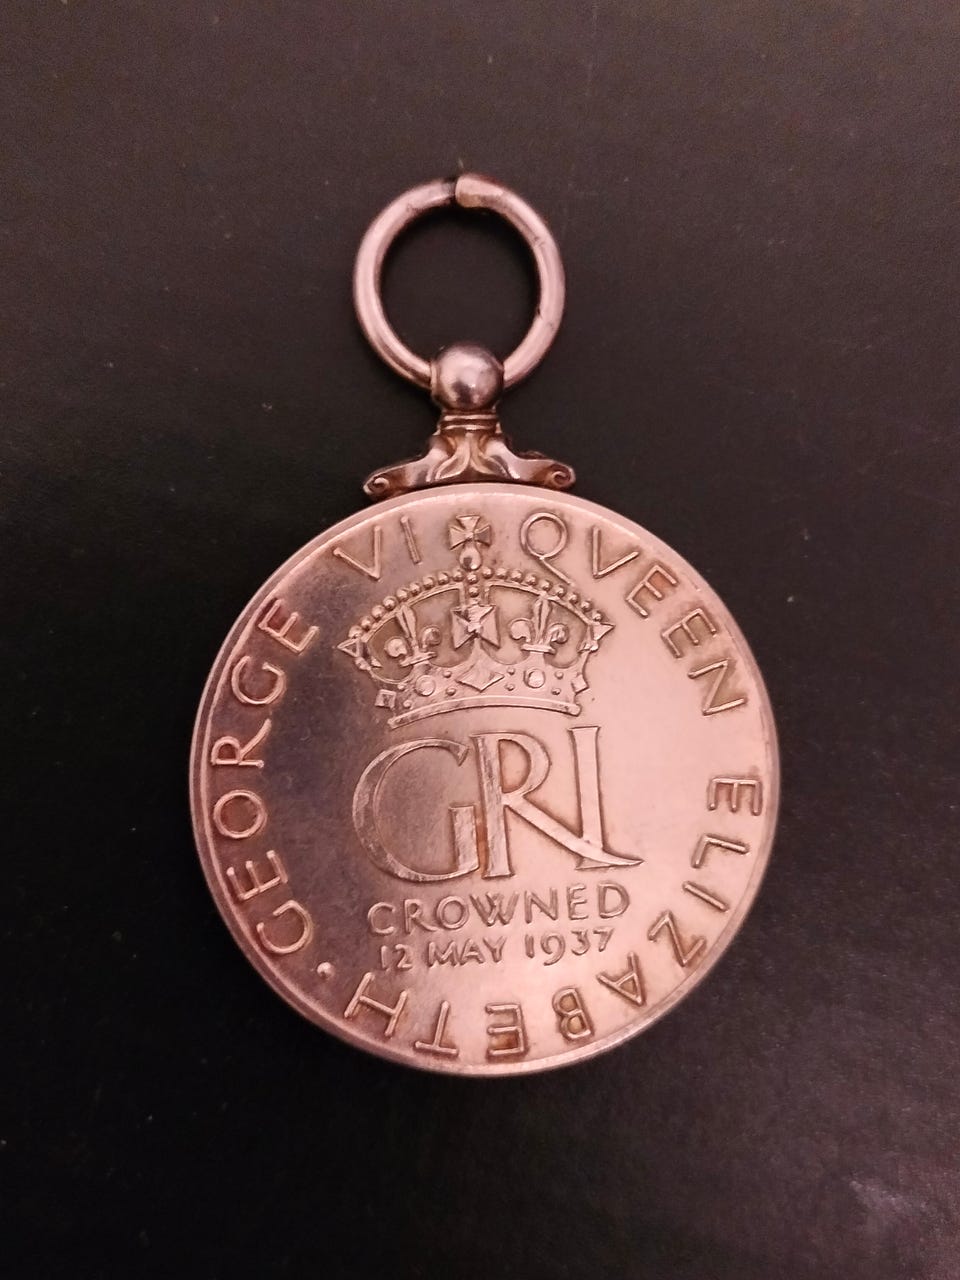 GEORGE VI QVEEN ELIZABETH ·
GRI
CROWNED
12 MAY 1937